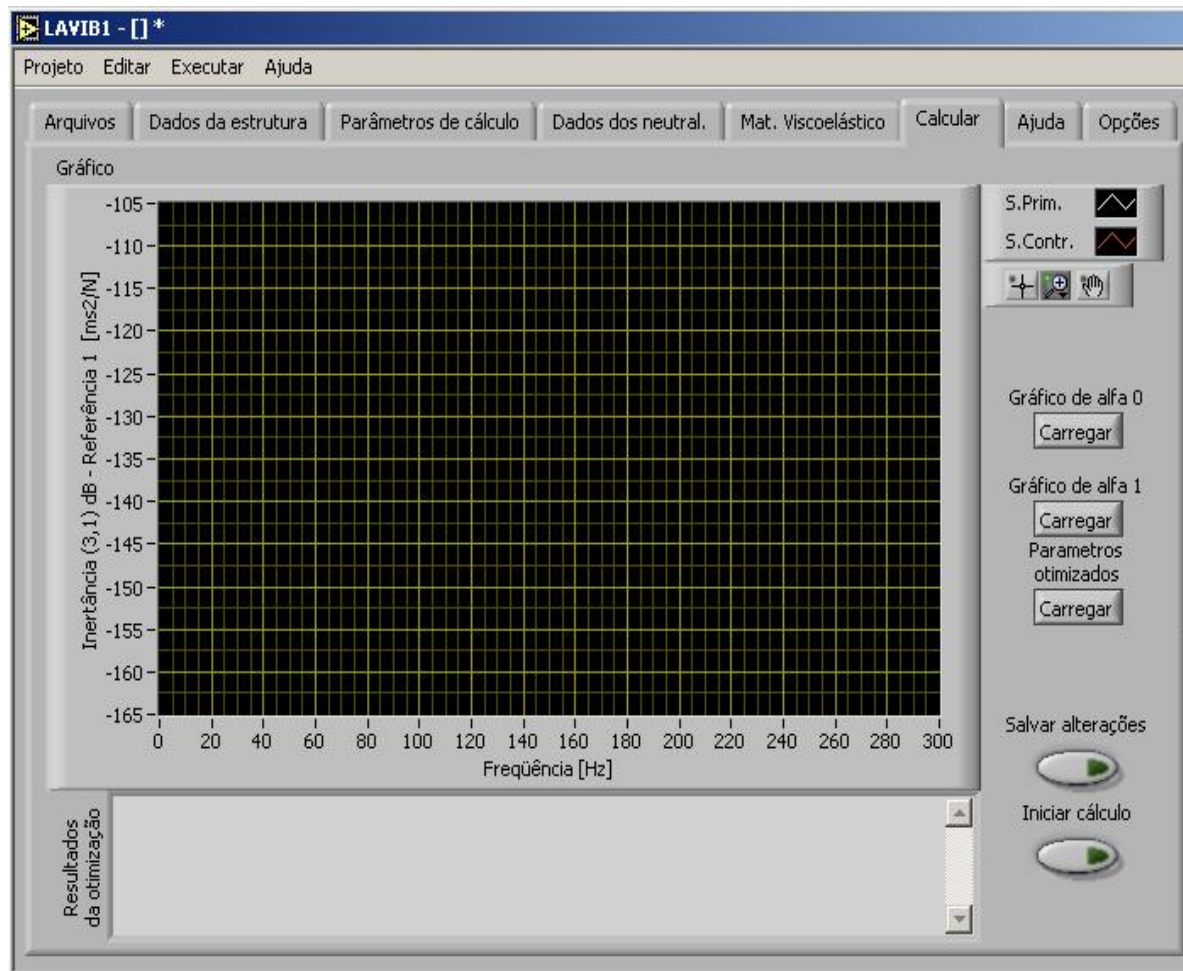 LAVIB1 - [] *
Projeto Editar Executar Ajuda
Arquivos Dados da estrutura Parâmetros de cálculo Dados dos neutral. Mat. Viscoelástico Calcular Ajuda Opções
Gráfico
-105
-110
-115
-120
-125
-130
-135
-140
-145
-150
-155
-160
-165
Inertância (3,1) dB - Referência 1 [ms2/N]
0 20 40 60 80 100 120 140 160 180 200 220 240 260 280 300
Freqüência [Hz]
S.Prim.
S.Contr.
Gráfico de alfa 0
Carregar
Gráfico de alfa 1
Carregar
Parametros
otimizados
Carregar
Salvar alterações
Iniciar cálculo
Resultados
da otimização